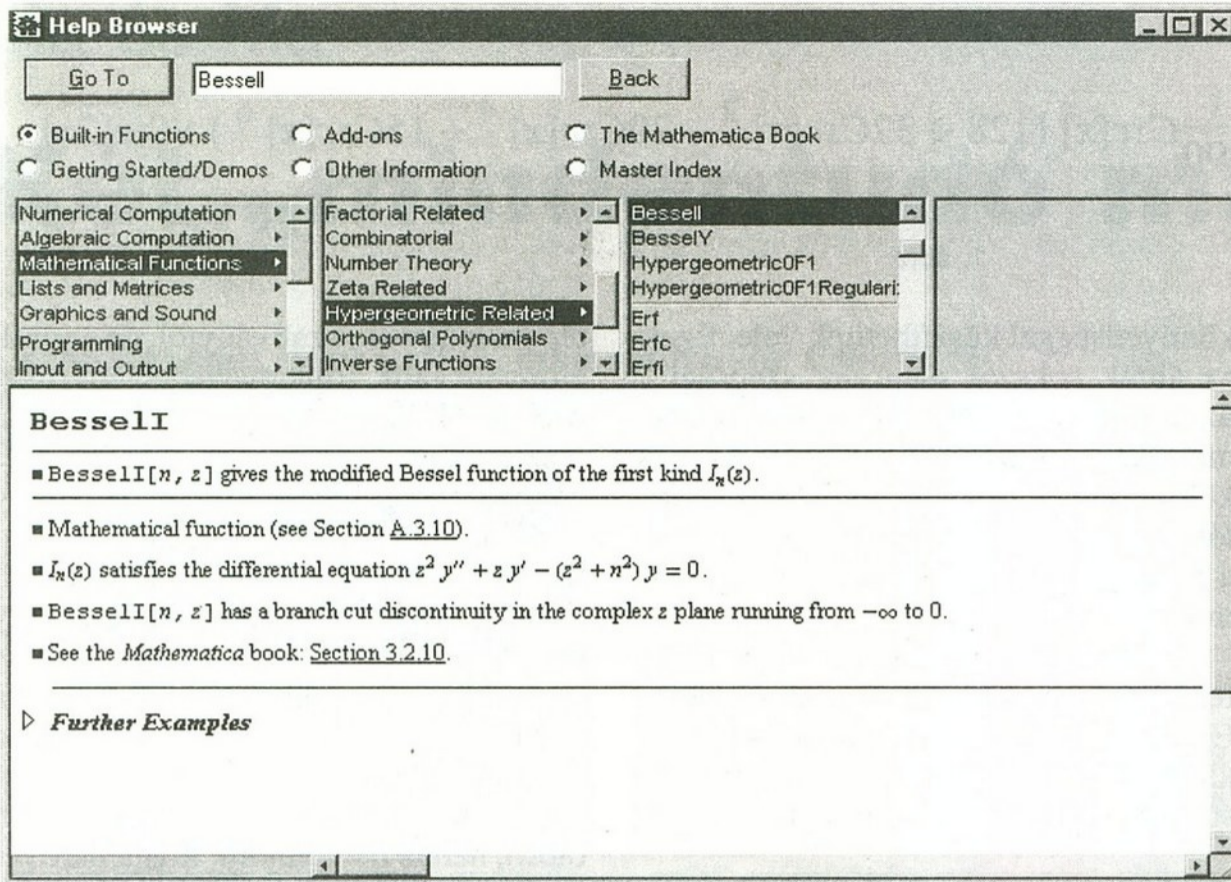 Help Browser
Go To BesselI Back
Built-in Functions Add-ons The Mathematica Book
Getting Started/Demos Other Information Master Index
Numerical Computation
Algebraic Computation
Mathematical Functions
Lists and Matrices
Graphics and Sound
Programming
Input and Output
Factorial Related
Combinatorial
Number Theory
Zeta Related
Hypergeometric Related
Orthogonal Polynomials
Inverse Functions
BesselI
BesselY
Hypergeometric0F1
Hypergeometric0F1Regulari
Erf
Erfc
Erfi
BesselI
■ BesselI[n, z] gives the modified Bessel function of the first kind Iₙ(z).
■ Mathematical function (see Section A.3.10).
■ Iₙ(z) satisfies the differential equation z² y′′ + z y′ − (z² + n²) y = 0.
■ BesselI[n, z] has a branch cut discontinuity in the complex z plane running from −∞ to 0.
■ See the Mathematica book: Section 3.2.10.
▷ Further Examples